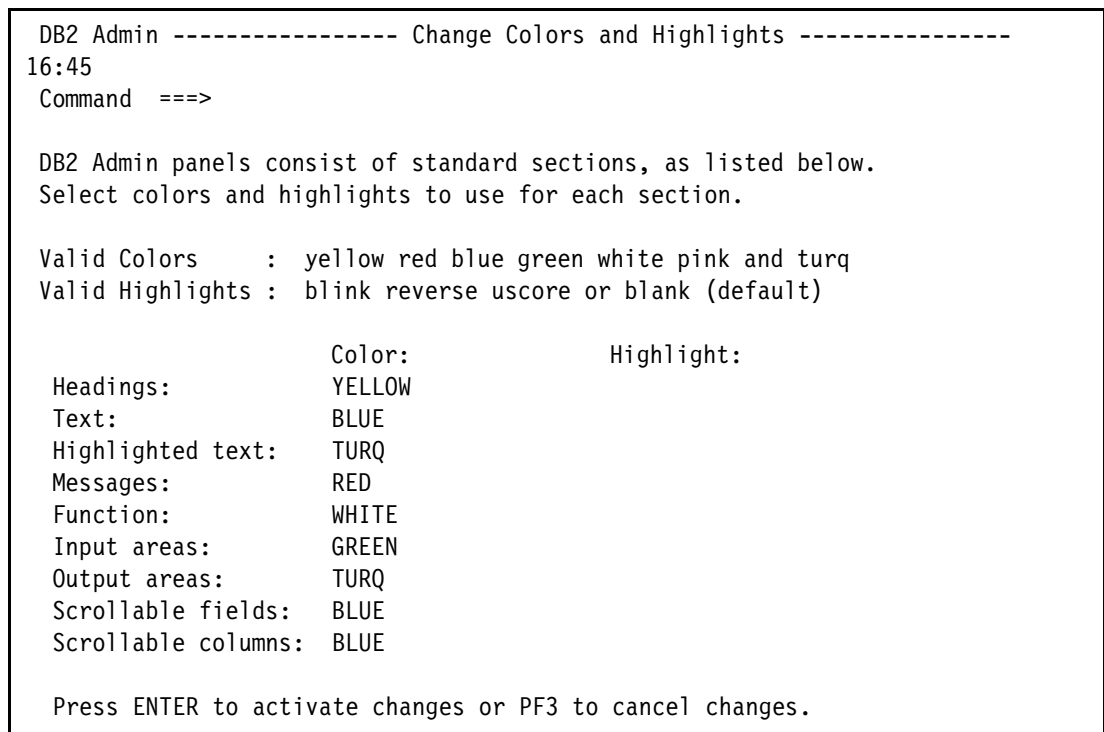 DB2 Admin ----------------- Change Colors and Highlights ----------------
16:45
Command ===>
DB2 Admin panels consist of standard sections, as listed below.
Select colors and highlights to use for each section.
Valid Colors : yellow red blue green white pink and turq
Valid Highlights : blink reverse uscore or blank (default)
Color: Highlight:
Headings: YELLOW
Text: BLUE
Highlighted text: TURQ
Messages: RED
Function: WHITE
Input areas: GREEN
Output areas: TURQ
Scrollable fields: BLUE
Scrollable columns: BLUE
Press ENTER to activate changes or PF3 to cancel changes.